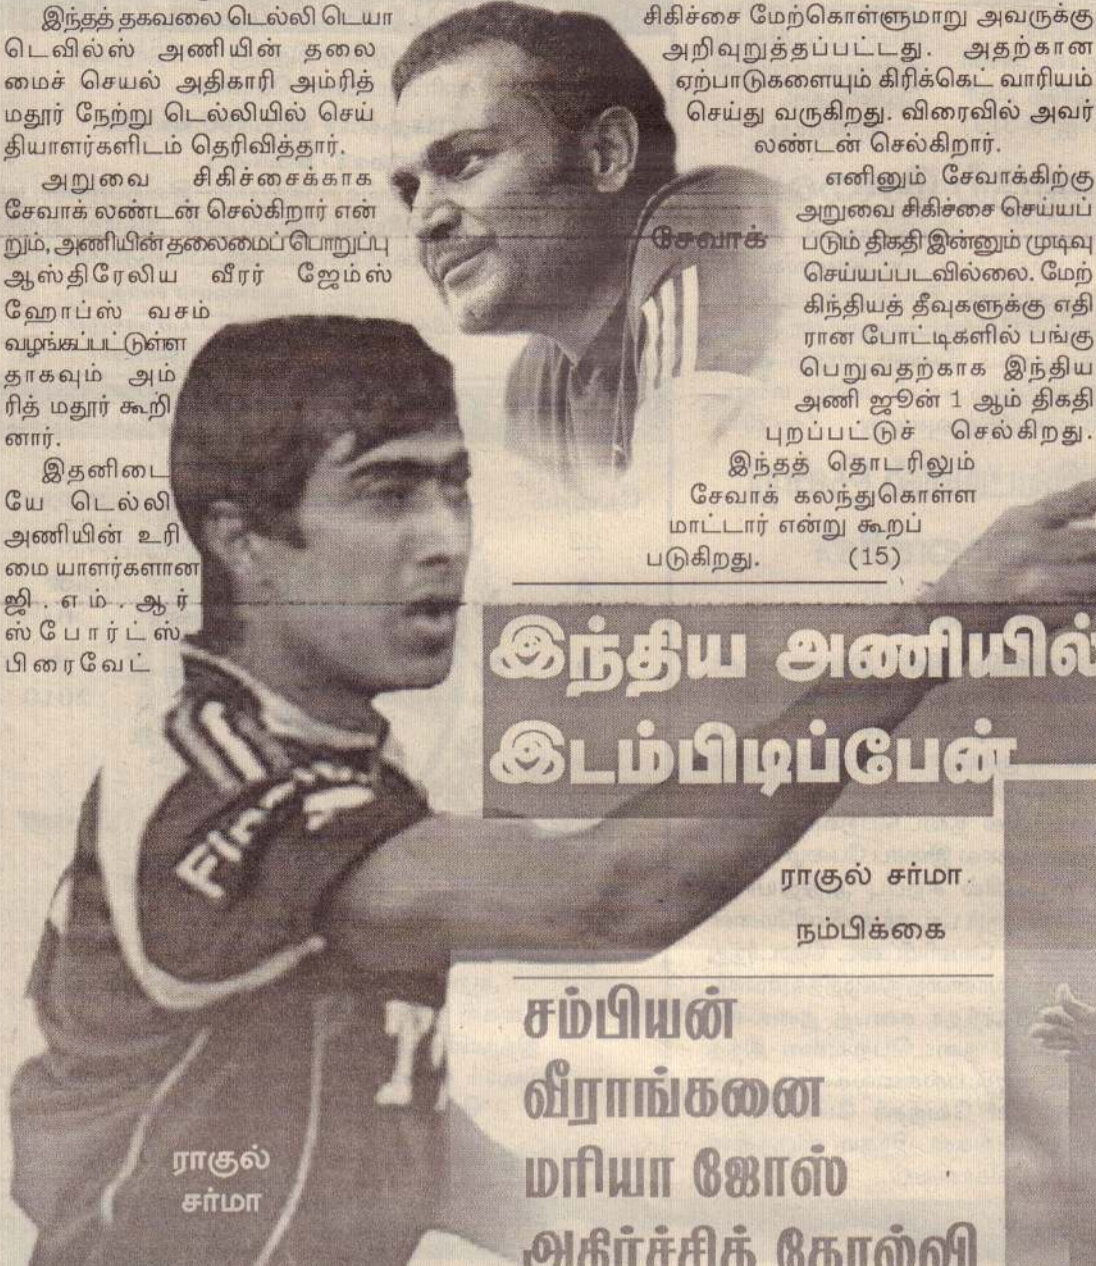 இந்தத் தகவலை டெல்லி டெயா
டெவில்ஸ் அணியின் தலை
மைச் செயல் அதிகாரி அம்ரித்
மதூர் நேற்று டெல்லியில் செய்
தியாளர்களிடம் தெரிவித்தார்.
அறுவை சிகிச்சைக்காக
சேவாக் லண்டன் செல்கிறார் என்
றும், அணியின் தலைமைப் பொறுப்பு
ஆஸ்திரேலிய வீரர் ஜேம்ஸ்
ஹோப்ஸ் வசம்
வழங்கப்பட்டுள்ள
தாகவும் அம்
ரித் மதூர் கூறி
னார்.
இதனிடை
யே டெல்லி
அணியின் உரி
மை யாளர்களான
ஜி . எம் . ஆர்
ஸ்போர்ட்ஸ்
பிரைவேட்
சிகிச்சை மேற்கொள்ளுமாறு அவருக்கு
அறிவுறுத்தப்பட்டது. அதற்கான
ஏற்பாடுகளையும் கிரிக்கெட் வாரியம்
செய்து வருகிறது. விரைவில் அவர்
லண்டன் செல்கிறார்.
எனினும் சேவாக்கிற்கு
அறுவை சிகிச்சை செய்யப்
படும் திகதி இன்னும் முடிவு
செய்யப்படவில்லை. மேற்
கிந்தியத் தீவுகளுக்கு எதி
ரான போட்டிகளில் பங்கு
பெறுவதற்காக இந்திய
அணி ஜூன் 1 ஆம் திகதி
புறப்பட்டுச் செல்கிறது.
இந்தத் தொடரிலும்
சேவாக் கலந்துகொள்ள
மாட்டார் என்று கூறப்
படுகிறது. (15)
சேவாக்
இந்திய அணியில்
இடம்பிடிப்பேன்
ராகுல் சர்மா
நம்பிக்கை
சம்பியன்
வீராங்கனை
மரியா ஜோஸ்
அதிர்ச்சித் தோல்வி
ராகுல்
சர்மா